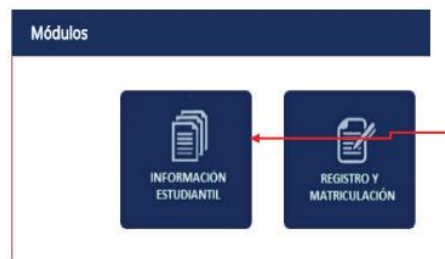 Módulos
INFORMACIÓN
ESTUDIANTIL
REGISTRO Y
MATRICULACIÓN